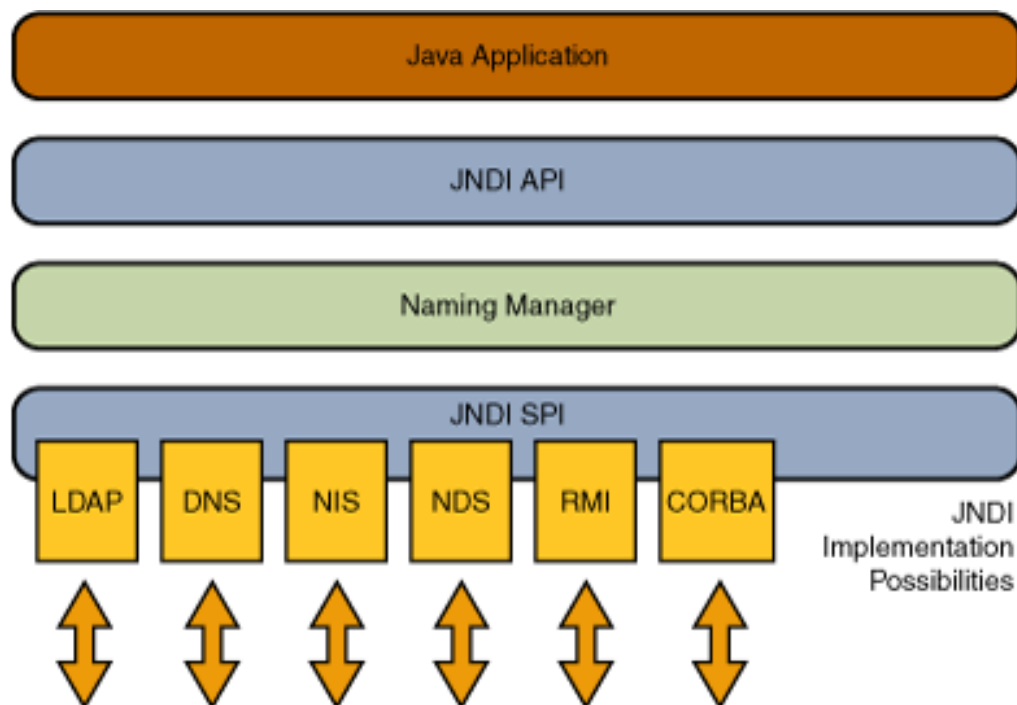 Java Application
JNDI API
Naming Manager
JNDI SPI
LDAP
DNS
NIS
NDS
RMI
CORBA
JNDI
Implementation
Possibilities